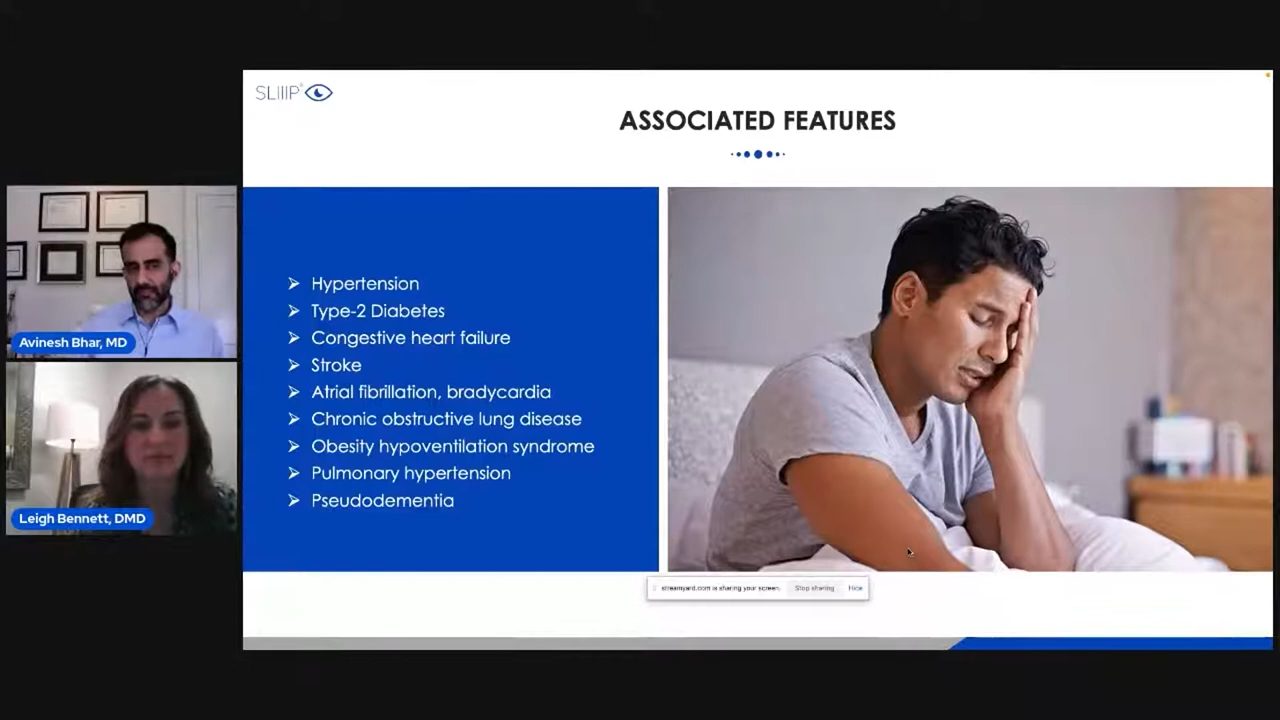 SLIIIP®
ASSOCIATED FEATURES
Avinesh Bhar, MD
Leigh Bennett, DMD
➢ Hypertension
➢ Type-2 Diabetes
➢ Congestive heart failure
➢ Stroke
➢ Atrial fibrillation, bradycardia
➢ Chronic obstructive lung disease
➢ Obesity hypoventilation syndrome
➢ Pulmonary hypertension
➢ Pseudodementia
streamyard.com is sharing your screen. Stop sharing Hide